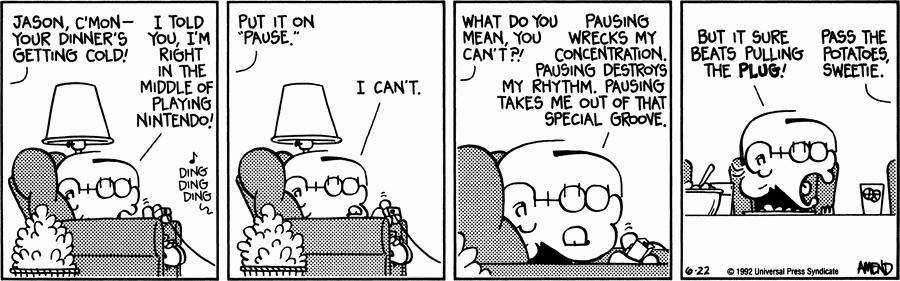 JASON, C'MON—
YOUR DINNER'S
GETTING COLD!
I TOLD
YOU, I'M
RIGHT
IN THE
MIDDLE OF
PLAYING
NINTENDO!
DING
DING
DING
PUT IT ON
"PAUSE."
I CAN'T.
WHAT DO YOU
MEAN, YOU
CAN'T?!
PAUSING
WRECKS MY
CONCENTRATION.
PAUSING DESTROYS
MY RHYTHM. PAUSING
TAKES ME OUT OF THAT
SPECIAL GROOVE.
BUT IT SURE
BEATS PULLING
THE PLUG!
PASS THE
POTATOES,
SWEETIE.
6-22
© 1992 Universal Press Syndicate
AMEND